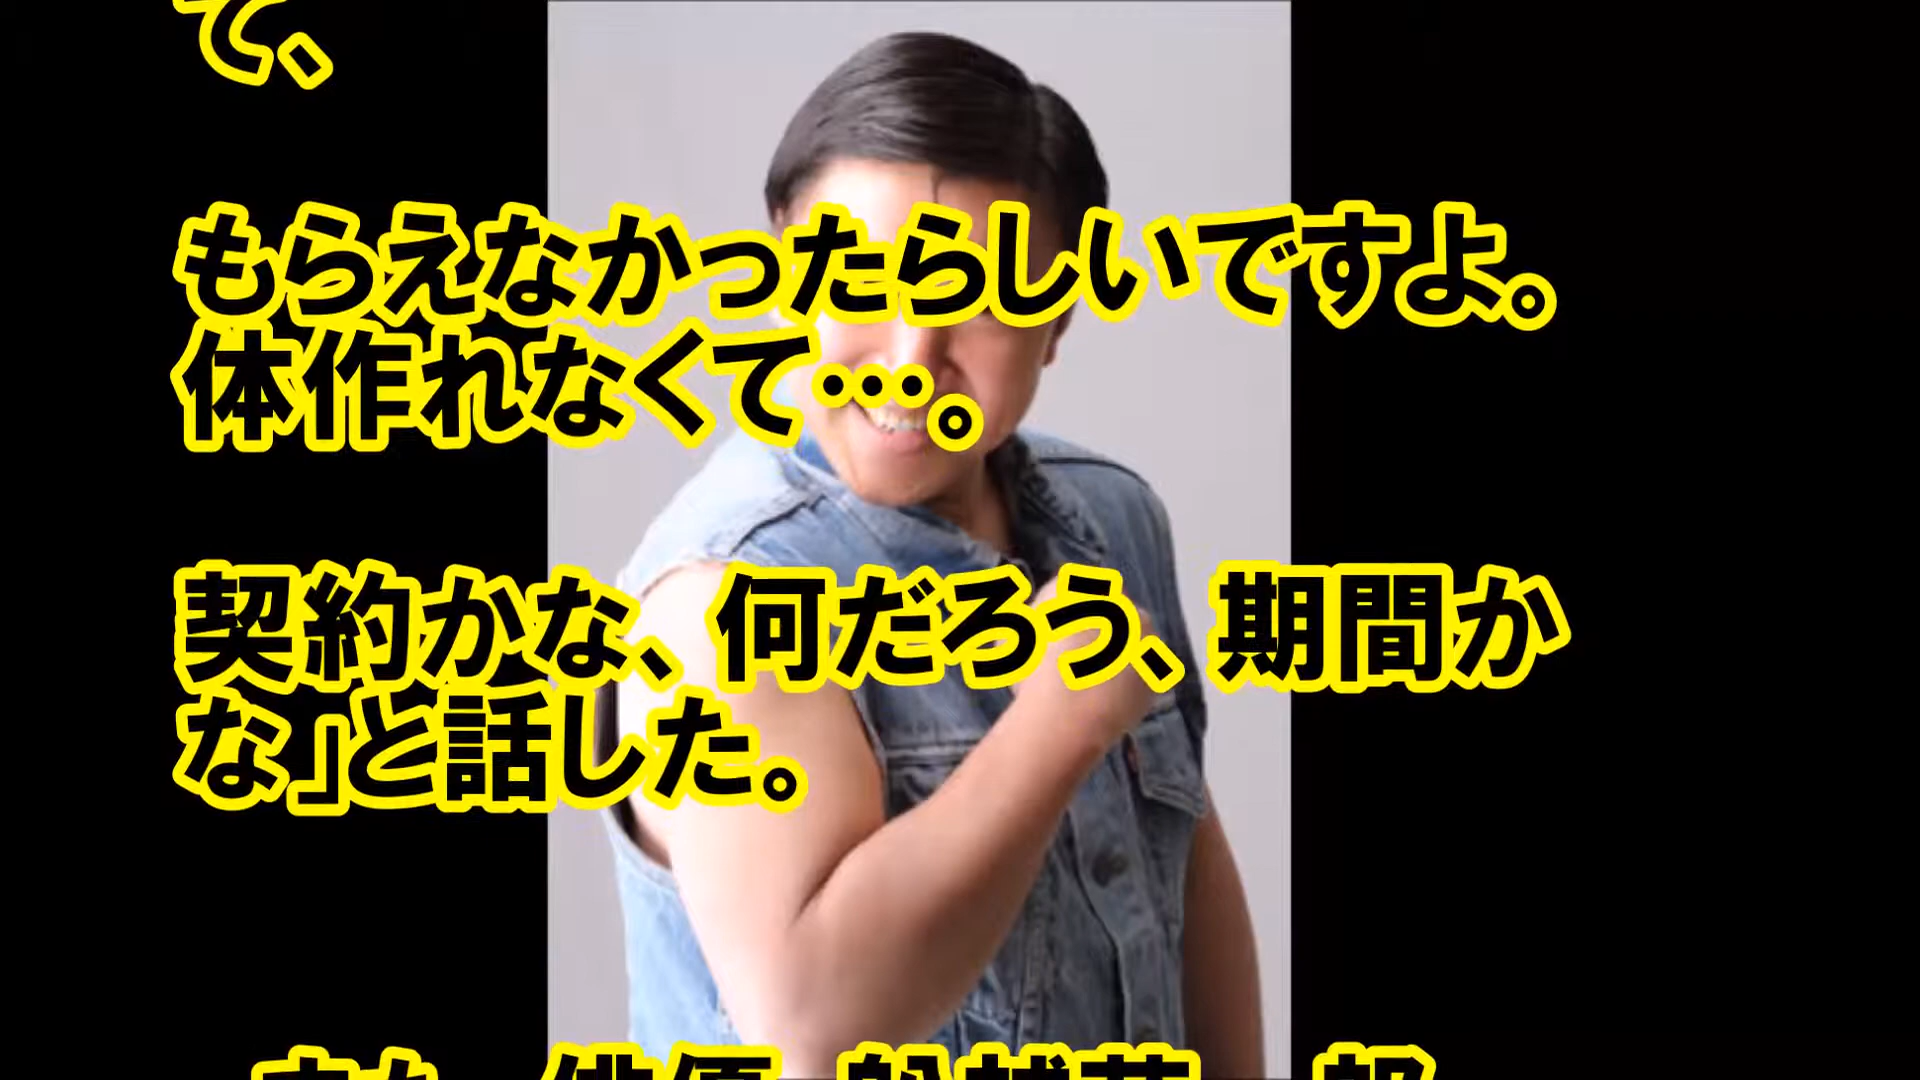 て、
もらえなかったらしいですよ。
体作れなくて…。
契約かな、何だろう、期間か
な」と話した。